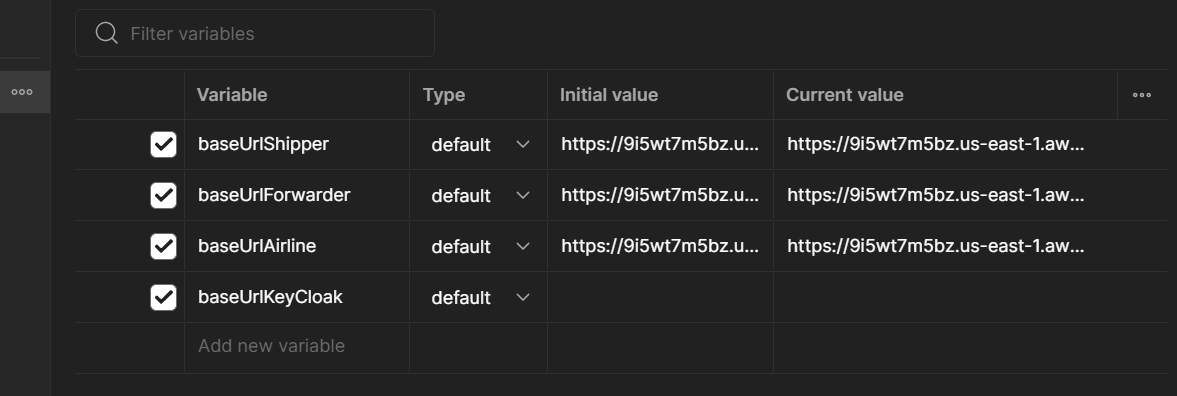 Filter variables
Variable Type Initial value Current value
baseUrlShipper default https://9i5wt7m5bz.u... https://9i5wt7m5bz.us-east-1.aw...
baseUrlForwarder default https://9i5wt7m5bz.u... https://9i5wt7m5bz.us-east-1.aw...
baseUrlAirline default https://9i5wt7m5bz.u... https://9i5wt7m5bz.us-east-1.aw...
baseUrlKeyCloak default
Add new variable